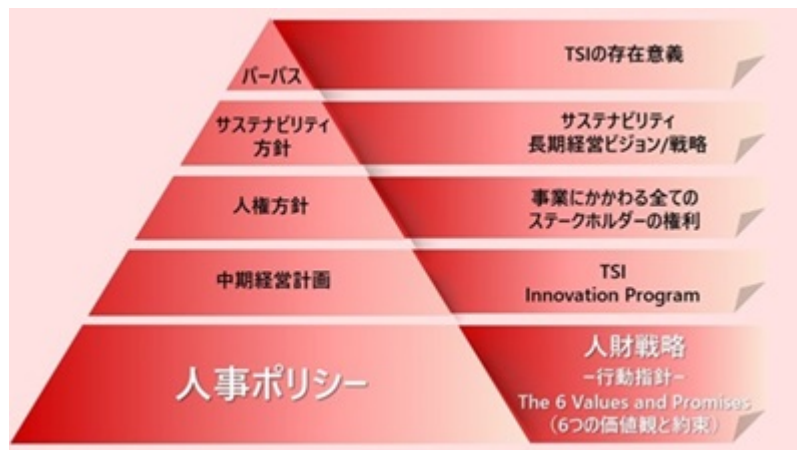 パーパス
TSIの存在意義
サステナビリティ
方針
サステナビリティ
長期経営ビジョン/戦略
人権方針
事業にかかわる全ての
ステークホルダーの権利
中期経営計画
TSI
Innovation Program
人事ポリシー
人財戦略
−行動指針−
The 6 Values and Promises
（6つの価値観と約束）